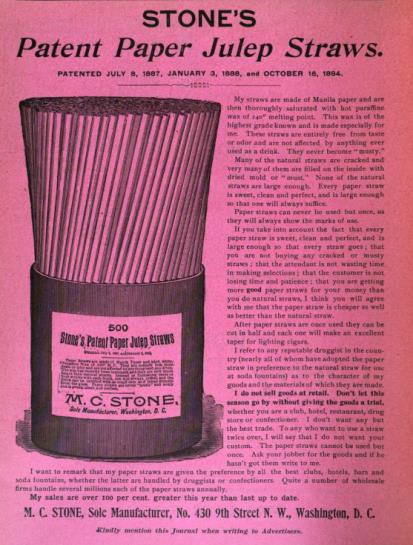 STONE'S
Patent Paper Julep Straws.
PATENTED JULY 8, 1887, JANUARY 3, 1888, and OCTOBER 16, 1894.
My straws are made of Manila paper and are
then thoroughly saturated with hot paraffine
wax of 140° melting point. This wax is of the
highest grade known and is made especially for
me. These straws are entirely free from taste
or odor and are not affected by anything ever
used as a drink. They never become "musty."
Many of the natural straws are cracked and
very many of them are filled on the inside with
dried mold or "must." None of the natural
straws are large enough. Every paper straw
is sweet, clean and perfect, and is large enough
so that one will always suffice.
Paper straws can never be used but once, as
they will always show the marks of use.
If you take into account the fact that every
paper straw is sweet, clean and perfect, and is
large enough so that every straw goes; that
you are not buying any cracked or musty
straws; that the attendant is not wasting time
in making selections; that the customer is not
losing time and patience; that you are getting
more good paper straws for your money than
you do natural straws, I think you will agree
with me that the paper straw is cheaper as well
as better than the natural straw.
After paper straws are once used they can be
cut in half and each one will make an excellent
taper for lighting cigars.
I refer to any reputable druggist in the coun-
try (nearly all of whom have adopted the paper
straw in preference to the natural straw for use
at soda fountains) as to the character of my
goods and the materials of which they are made.
I do not sell goods at retail. Don't let this
season go by without giving the goods a trial,
whether you are a club, hotel, restaurant, drug
store or confectioner. I don't want any but
the best trade. To any who want to use a straw
twice over, I will say that I do not want your
custom. The paper straws cannot be used but
once. Ask your jobber for the goods and if he
hasn't got them write to me.
500
Stone's Patent Paper Julep Straws
M. C. STONE,
Sole Manufacturer, Washington, D. C.
I want to remark that my paper straws are given the preference by all the best clubs, hotels, bars and
soda fountains, whether the latter are handled by druggists or confectioners. Quite a number of wholesale
firms handle several millions each of the paper straws annually.
My sales are over 100 per cent. greater this year than last up to date.
M. C. STONE, Sole Manufacturer, No. 430 9th Street N. W., Washington, D. C.
Kindly mention this Journal when writing to Advertisers.